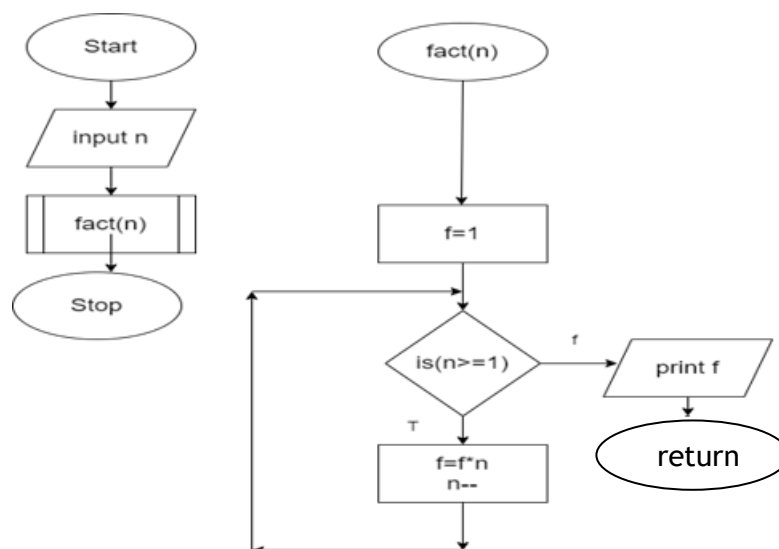 Start
input n
fact(n)
Stop
fact(n)
f=1
is(n>=1)
f
print f
return
T
f=f*n
n--